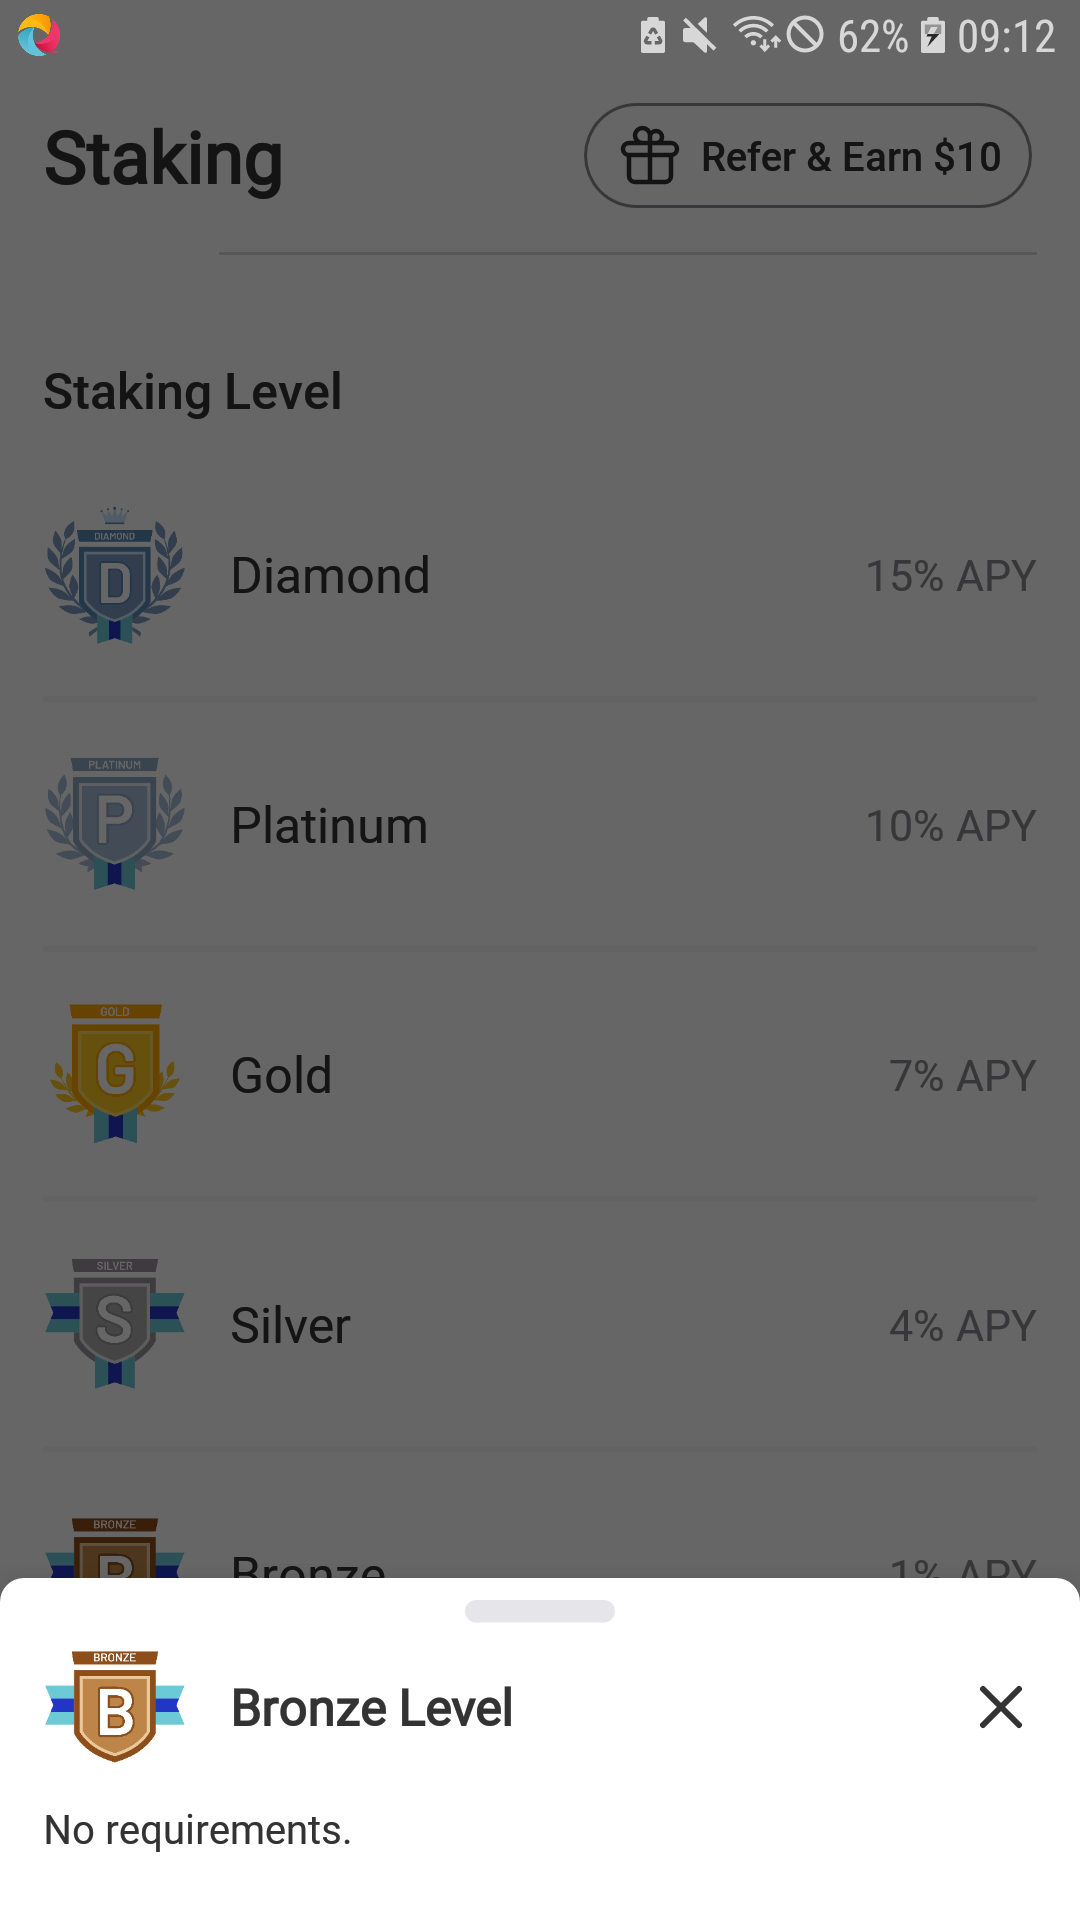 62% 09:12
Staking
Refer & Earn $10
Staking Level
DIAMOND
D
Diamond
15% APY
PLATINUM
P
Platinum
10% APY
GOLD
G
Gold
7% APY
SILVER
S
Silver
4% APY
BRONZE
B
Bronze
1% APY
BRONZE
B
Bronze Level
No requirements.